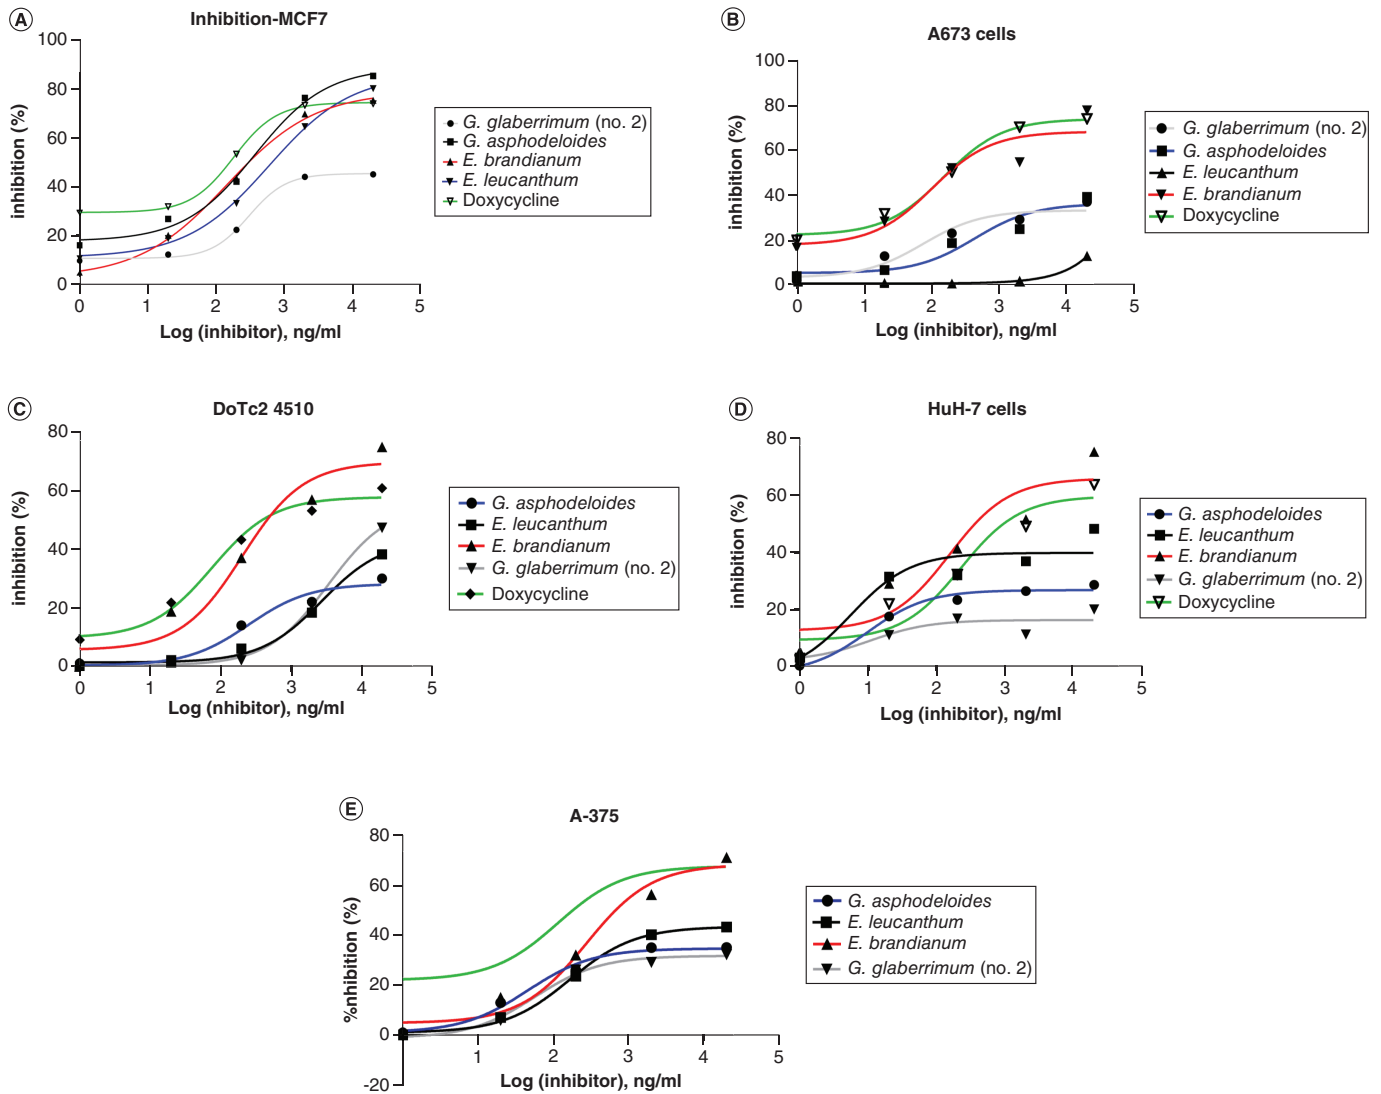 A
Inhibition-MCF7
inhibition (%)
100
80
60
40
20
0
0 1 2 3 4 5
Log (inhibitor), ng/ml
G. glaberrimum (no. 2)
G. asphodeloides
E. brandianum
E. leucanthum
Doxycycline
B
A673 cells
inhibition (%)
100
80
60
40
20
0
0 1 2 3 4 5
Log (inhibitor), ng/ml
G. glaberrimum (no. 2)
G. asphodeloides
E. leucanthum
E. brandianum
Doxycycline
C
DoTc2 4510
inhibition (%)
80
60
40
20
0
0 1 2 3 4 5
Log (nhibitor), ng/ml
G. asphodeloides
E. leucanthum
E. brandianum
G. glaberrimum (no. 2)
Doxycycline
D
HuH-7 cells
inhibition (%)
80
60
40
20
0
0 1 2 3 4 5
Log (inhibitor), ng/ml
G. asphodeloides
E. leucanthum
E. brandianum
G. glaberrimum (no. 2)
Doxycycline
E
A-375
%nhibition (%)
80
60
40
20
0
-20
1 2 3 4 5
Log (inhibitor), ng/ml
G. asphodeloides
E. leucanthum
E. brandianum
G. glaberrimum (no. 2)